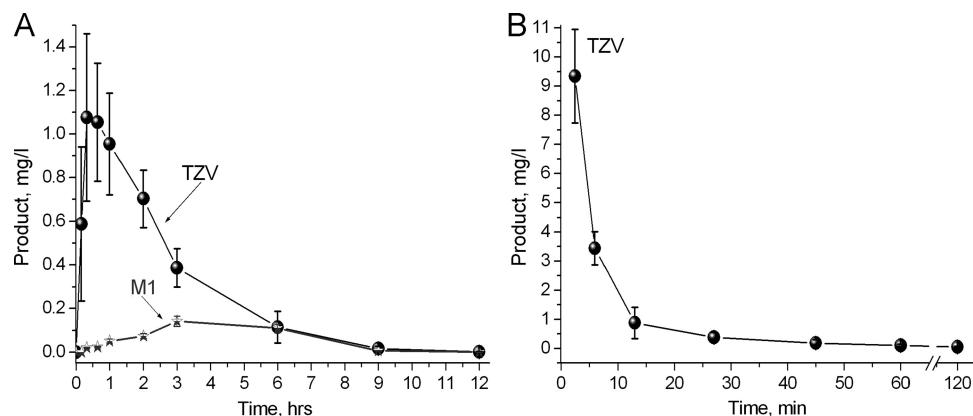 A
Product, mg/l
1.4
1.2
1.0
0.8
0.6
0.4
0.2
0.0
TZV
M1
0 1 2 3 4 5 6 7 8 9 10 11 12
Time, hrs
B
Product, mg/l
11
10
9
8
7
6
5
4
3
2
1
0
TZV
0 10 20 30 40 50 60 120
Time, min